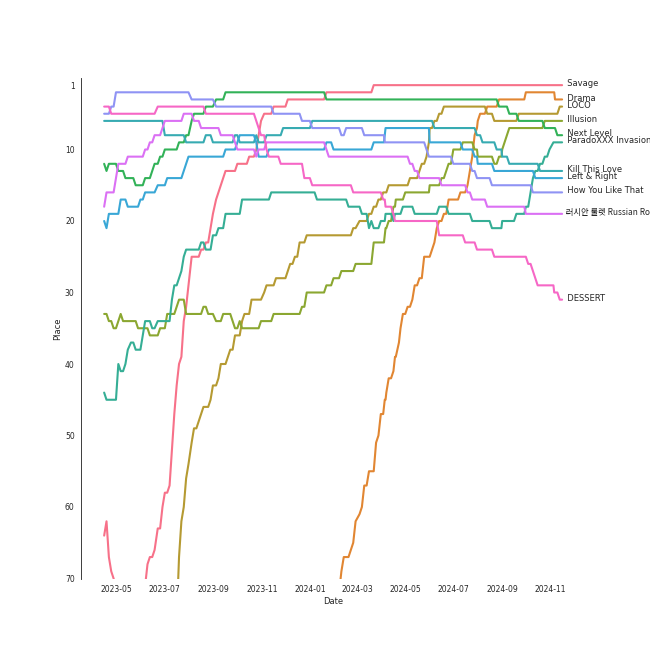 1
10
20
30
40
50
60
70
Place
2023-05
2023-07
2023-09
2023-11
2024-01
2024-03
2024-05
2024-07
2024-09
2024-11
Date
Savage
Drama
LOCO
Illusion
Next Level
ParadoXXX Invasion
Kill This Love
Left & Right
How You Like That
러시안 룰렛 Russian Ro
DESSERT